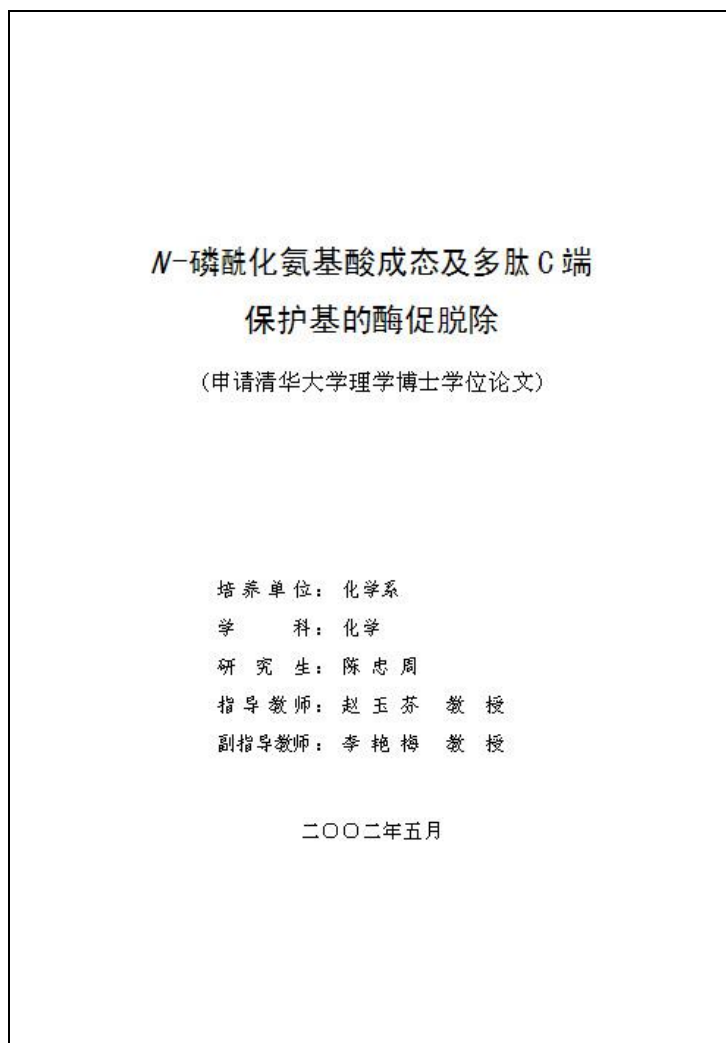 N-磷酰化氨基酸成态及多肽 C 端
保护基的酶促脱除
(申请清华大学理学博士学位论文)
培养单位：化学系
学 科：化学
研 究 生：陈忠周
指导教师：赵玉芬 教 授
副指导教师：李艳梅 教 授
二〇〇二年五月